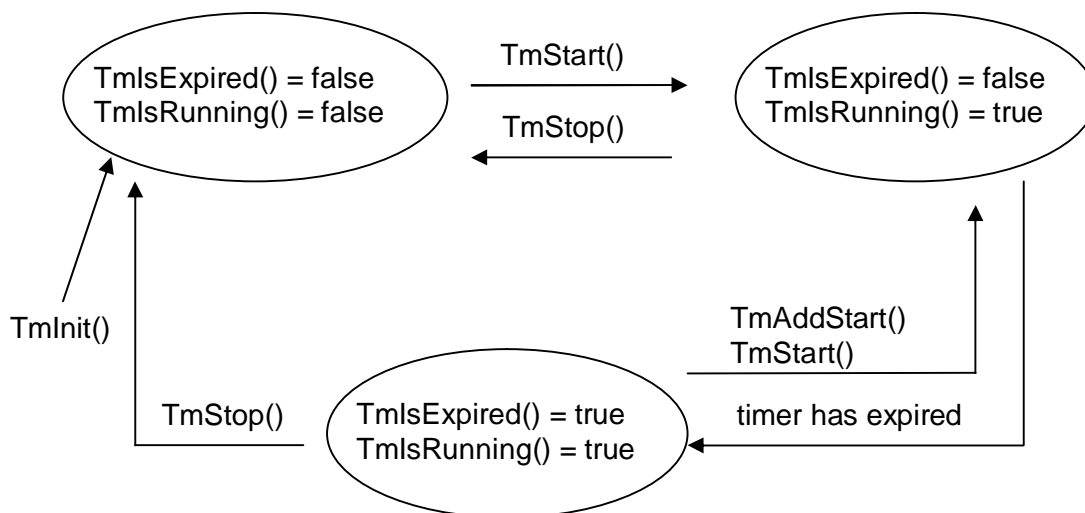 TmIsExpired() = false
TmIsRunning() = false
TmStart()
TmStop()
TmIsExpired() = false
TmIsRunning() = true
TmInit()
TmAddStart()
TmStart()
TmStop()
TmIsExpired() = true
TmIsRunning() = true
timer has expired